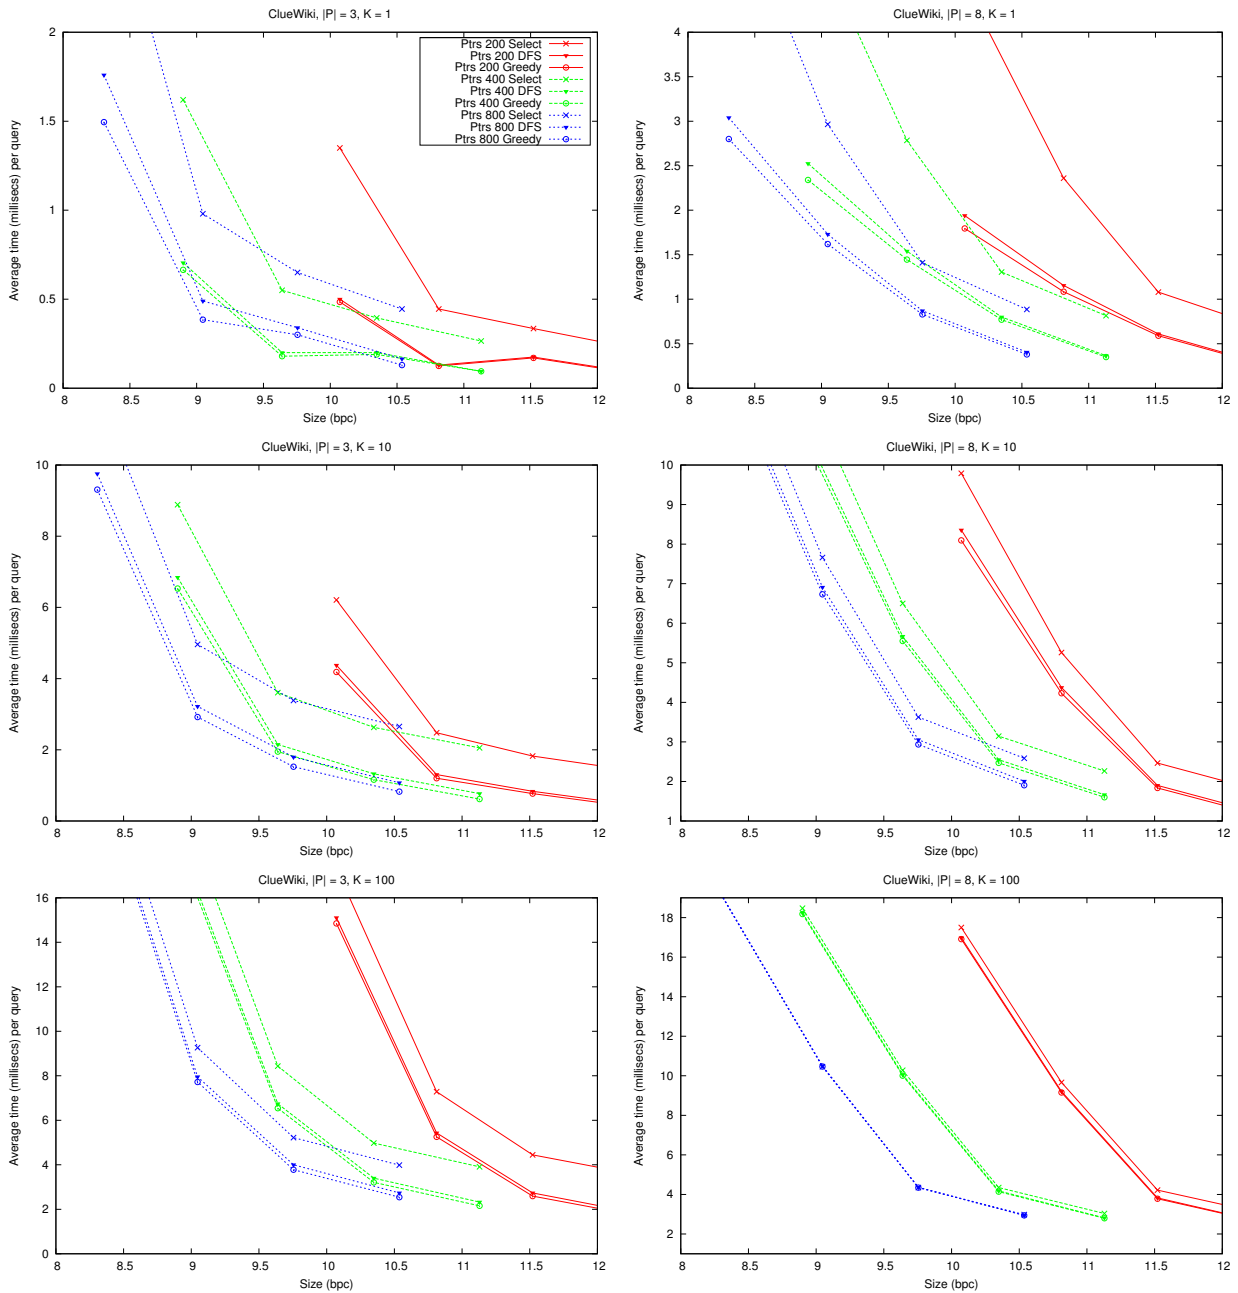 ClueWiki, |P| = 3, K = 1
Average time (millisecs) per query
2
1.5
1
0.5
0
8 8.5 9 9.5 10 10.5 11 11.5 12
Size (bpc)
Ptrs 200 Select
Ptrs 200 DFS
Ptrs 200 Greedy
Ptrs 400 Select
Ptrs 400 DFS
Ptrs 400 Greedy
Ptrs 800 Select
Ptrs 800 DFS
Ptrs 800 Greedy
ClueWiki, |P| = 8, K = 1
Average time (millisecs) per query
4
3.5
3
2.5
2
1.5
1
0.5
0
8 8.5 9 9.5 10 10.5 11 11.5 12
Size (bpc)
ClueWiki, |P| = 3, K = 10
Average time (millisecs) per query
10
8
6
4
2
0
8 8.5 9 9.5 10 10.5 11 11.5 12
Size (bpc)
ClueWiki, |P| = 8, K = 10
Average time (millisecs) per query
10
9
8
7
6
5
4
3
2
1
8 8.5 9 9.5 10 10.5 11 11.5 12
Size (bpc)
ClueWiki, |P| = 3, K = 100
Average time (millisecs) per query
16
14
12
10
8
6
4
2
0
8 8.5 9 9.5 10 10.5 11 11.5 12
Size (bpc)
ClueWiki, |P| = 8, K = 100
Average time (millisecs) per query
18
16
14
12
10
8
6
4
2
8 8.5 9 9.5 10 10.5 11 11.5 12
Size (bpc)